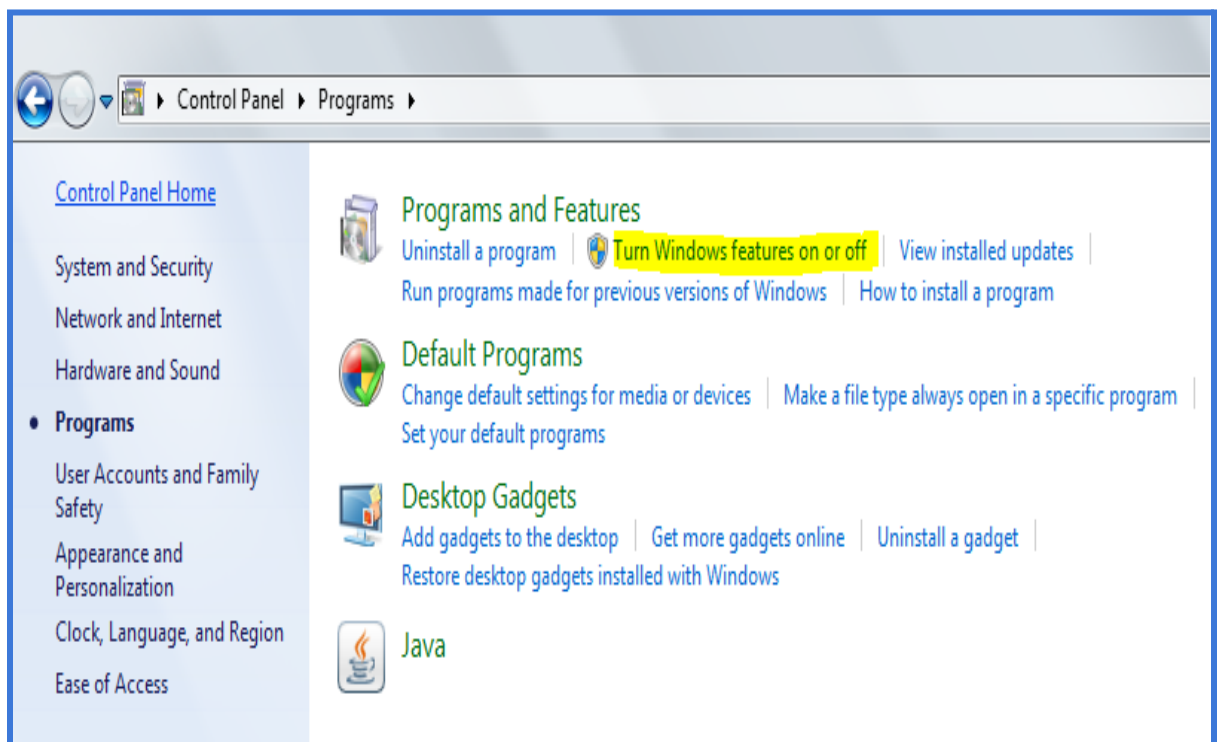 Control Panel Programs
Control Panel Home
System and Security
Network and Internet
Hardware and Sound
Programs
User Accounts and Family
Safety
Appearance and
Personalization
Clock, Language, and Region
Ease of Access
Programs and Features
Uninstall a program Turn Windows features on or off View installed updates
Run programs made for previous versions of Windows How to install a program
Default Programs
Change default settings for media or devices Make a file type always open in a specific program
Set your default programs
Desktop Gadgets
Add gadgets to the desktop Get more gadgets online Uninstall a gadget
Restore desktop gadgets installed with Windows
Java